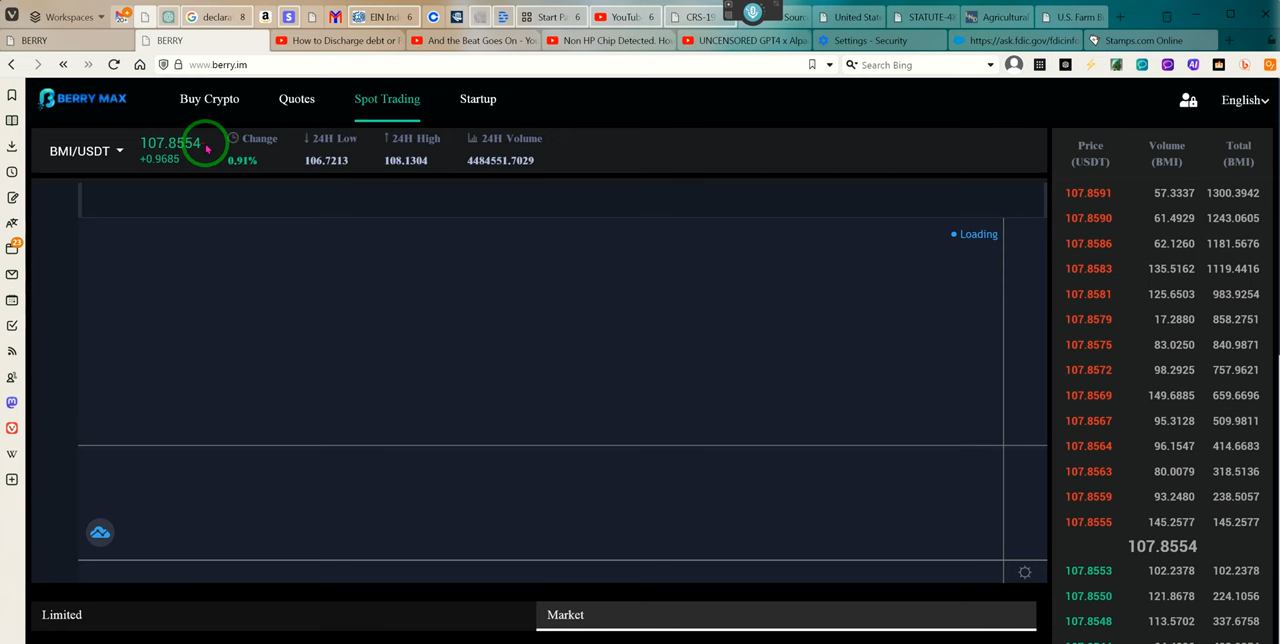 Workspaces
declara 8
6
EIN Ind 6
Start Pa 6
YouTub 6
CRS-19
Sourc
United Stat
STATUTE-48
Agricultural
U.S. Farm B
BERRY
BERRY
How to Discharge debt or F
And the Beat Goes On - Yo
Non HP Chip Detected. Ho
UNCENSORED GPT4 x Alpa
Settings - Security
https://ask.fdic.gov/fdicinfo
Stamps.com Online
www.berry.im
Search Bing
23
BERRY MAX
Buy Crypto
Quotes
Spot Trading
Startup
English
BMI/USDT
107.8554
+0.9685
Change
0.91%
24H Low
106.7213
24H High
108.1304
24H Volume
4484551.7029
Loading
Price (USDT)
Volume (BMI)
Total (BMI)
107.8591 57.3337 1300.3942
107.8590 61.4929 1243.0605
107.8586 62.1260 1181.5676
107.8583 135.5162 1119.4416
107.8581 125.6503 983.9254
107.8579 17.2880 858.2751
107.8575 83.0250 840.9871
107.8572 98.2925 757.9621
107.8569 149.6885 659.6696
107.8567 95.3128 509.9811
107.8564 96.1547 414.6683
107.8563 80.0079 318.5136
107.8559 93.2480 238.5057
107.8555 145.2577 145.2577
107.8554
107.8553 102.2378 102.2378
107.8550 121.8678 224.1056
107.8548 113.5702 337.6758
Limited
Market